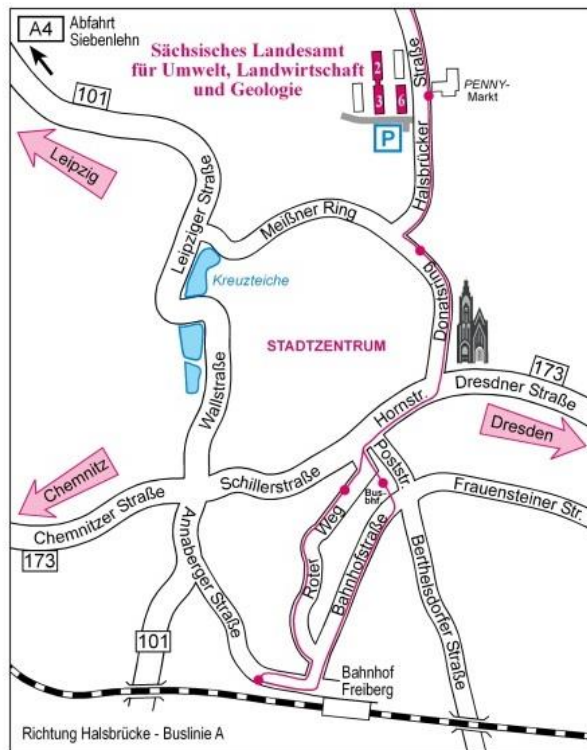 A4
Abfahrt
Siebenlehn
Sächsisches Landesamt
für Umwelt, Landwirtschaft
und Geologie
2
3
6
P
Halsbrücker Straße
PENNY-
Markt
101
Leipzig
Leipziger Straße
Meißner Ring
Kreuzteiche
Donatsring
STADTZENTRUM
Wallstraße
173
Dresdner Straße
Dresden
Hornstr.
Poststr.
Chemnitz
Schillerstraße
Bus-
bhf
Frauensteiner Str.
Chemnitzer Straße
173
Annaberger Straße
Roter Weg
Bahnhofstraße
Berthelsdorfer Straße
101
Bahnhof
Freiberg
Richtung Halsbrücke - Buslinie A